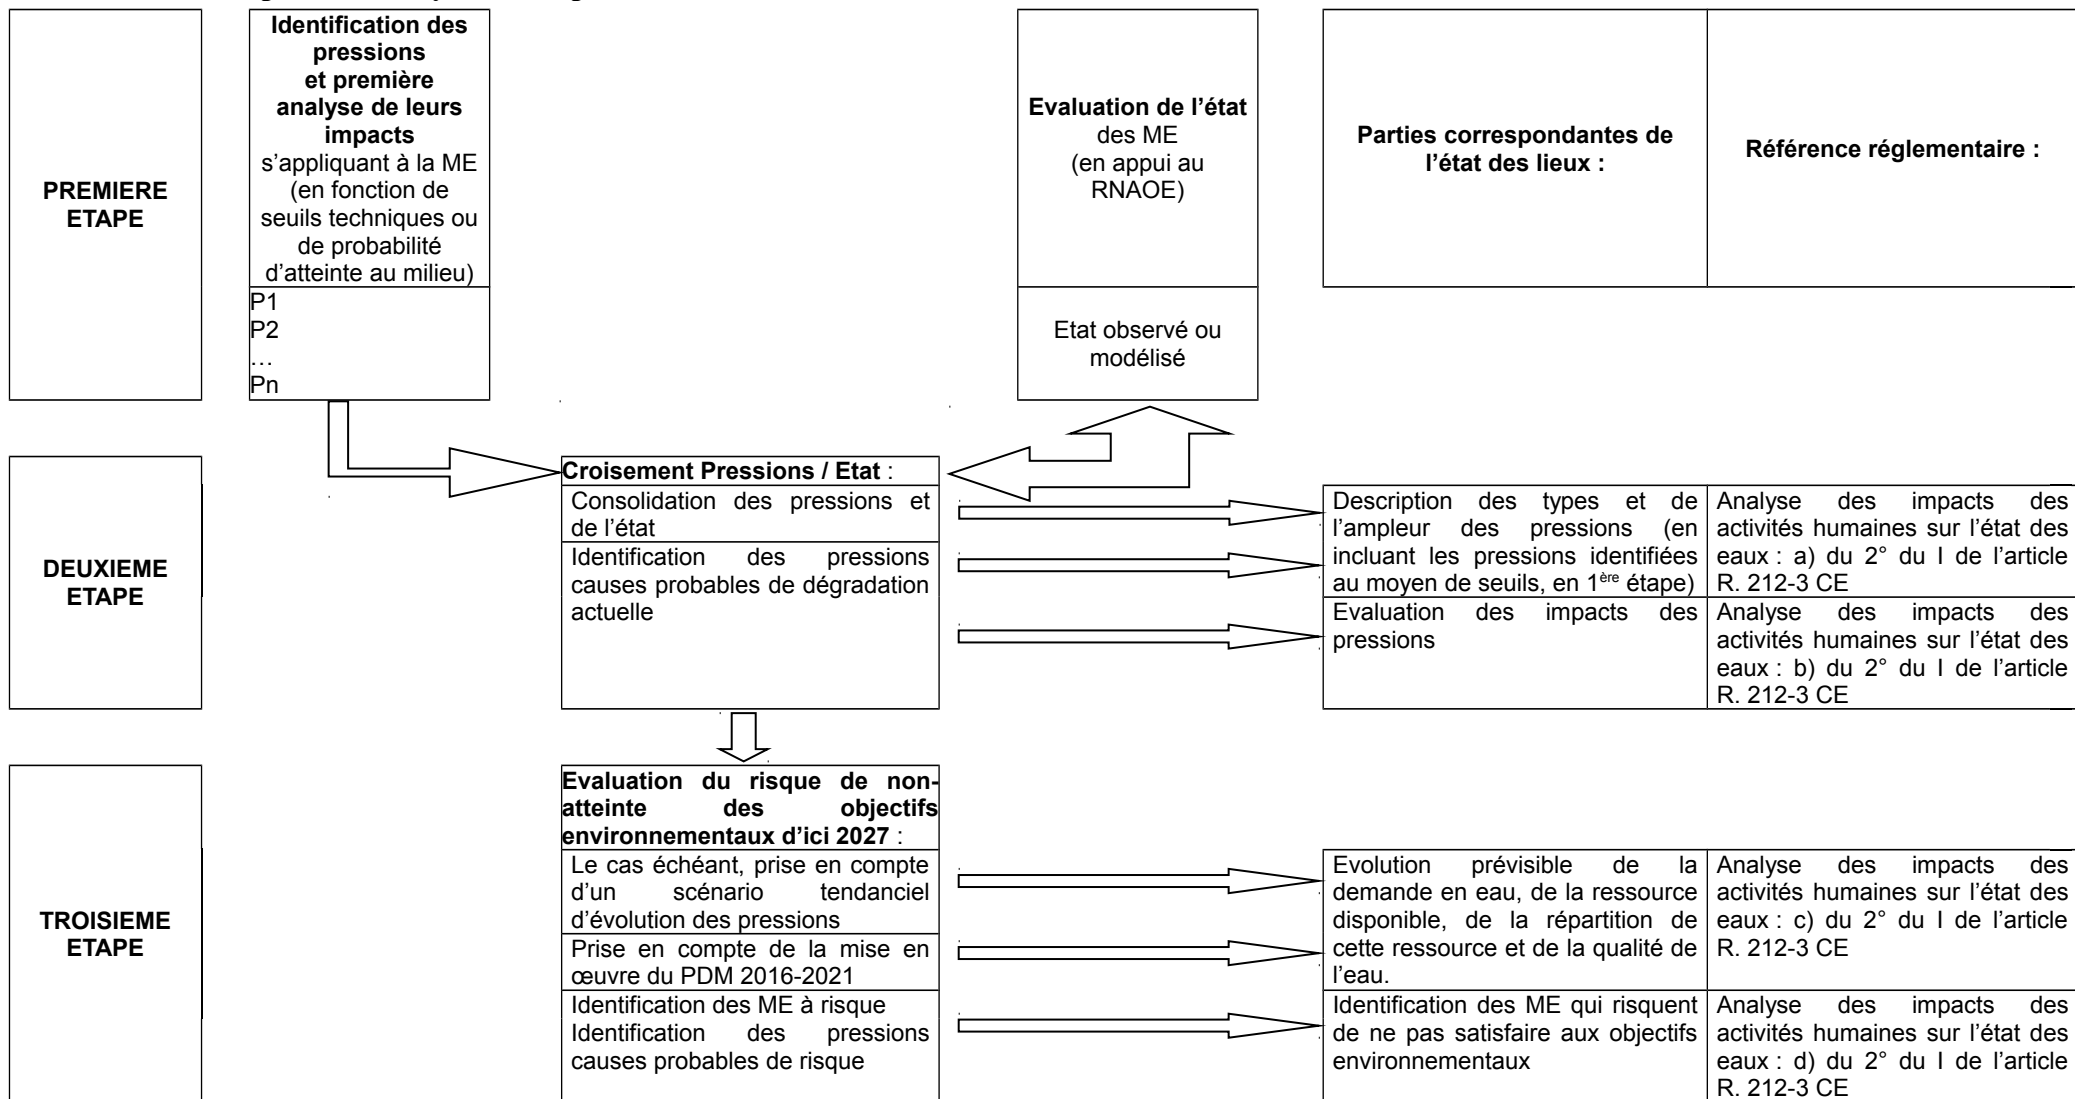 PREMIERE
ETAPE
Identification des
pressions
et première
analyse de leurs
impacts
s’appliquant à la ME
(en fonction de
seuils techniques ou
de probabilité
d’atteinte au milieu)
P1
P2
…
Pn
Evaluation de l’état
des ME
(en appui au
RNAOE)
Etat observé ou
modélisé
Parties correspondantes de
l’état des lieux :
Référence réglementaire :
DEUXIEME
ETAPE
Croisement Pressions / Etat :
Consolidation des pressions et
de l’état
Identification des pressions
causes probables de dégradation
actuelle
Description des types et de
l’ampleur des pressions (en
incluant les pressions identifiées
au moyen de seuils, en 1ère étape)
Analyse des impacts des
activités humaines sur l’état des
eaux : a) du 2° du I de l’article
R. 212-3 CE
Evaluation des impacts des
pressions
Analyse des impacts des
activités humaines sur l’état des
eaux : b) du 2° du I de l’article
R. 212-3 CE
TROISIEME
ETAPE
Evaluation du risque de non-
atteinte des objectifs
environnementaux d’ici 2027 :
Le cas échéant, prise en compte
d’un scénario tendanciel
d’évolution des pressions
Prise en compte de la mise en
œuvre du PDM 2016-2021
Identification des ME à risque
Identification des pressions
causes probables de risque
Evolution prévisible de la
demande en eau, de la ressource
disponible, de la répartition de
cette ressource et de la qualité de
l’eau.
Analyse des impacts des
activités humaines sur l’état des
eaux : c) du 2° du I de l’article
R. 212-3 CE
Identification des ME qui risquent
de ne pas satisfaire aux objectifs
environnementaux
Analyse des impacts des
activités humaines sur l’état des
eaux : d) du 2° du I de l’article
R. 212-3 CE